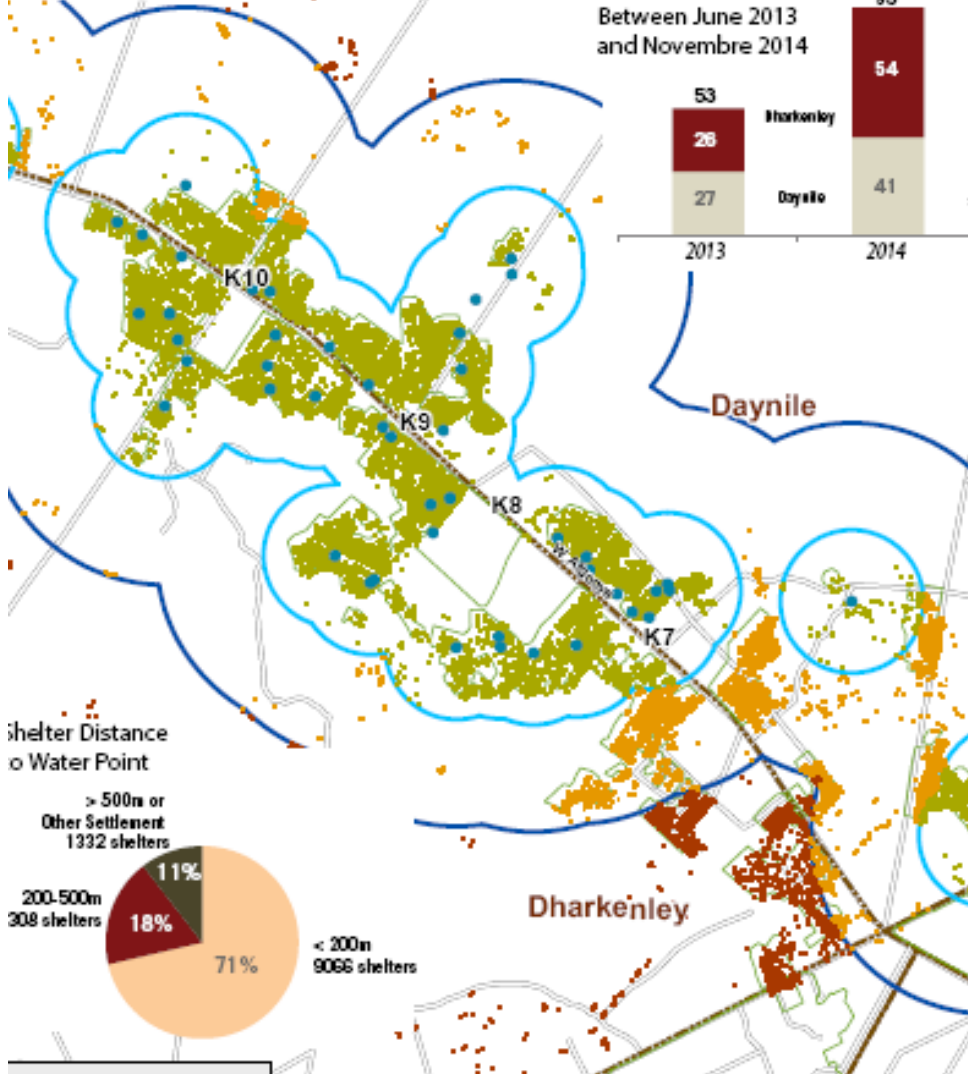 Between June 2013
and Novembre 2014
53
26
27
Dharkenley
Daynile
54
41
2013
2014
K10
K9
K8
K7
Daynile
Dharkenley
Shelter Distance
to Water Point
> 500m or
Other Settlement
1332 shelters
11%
200-500m
308 shelters
18%
71%
< 200m
9066 shelters